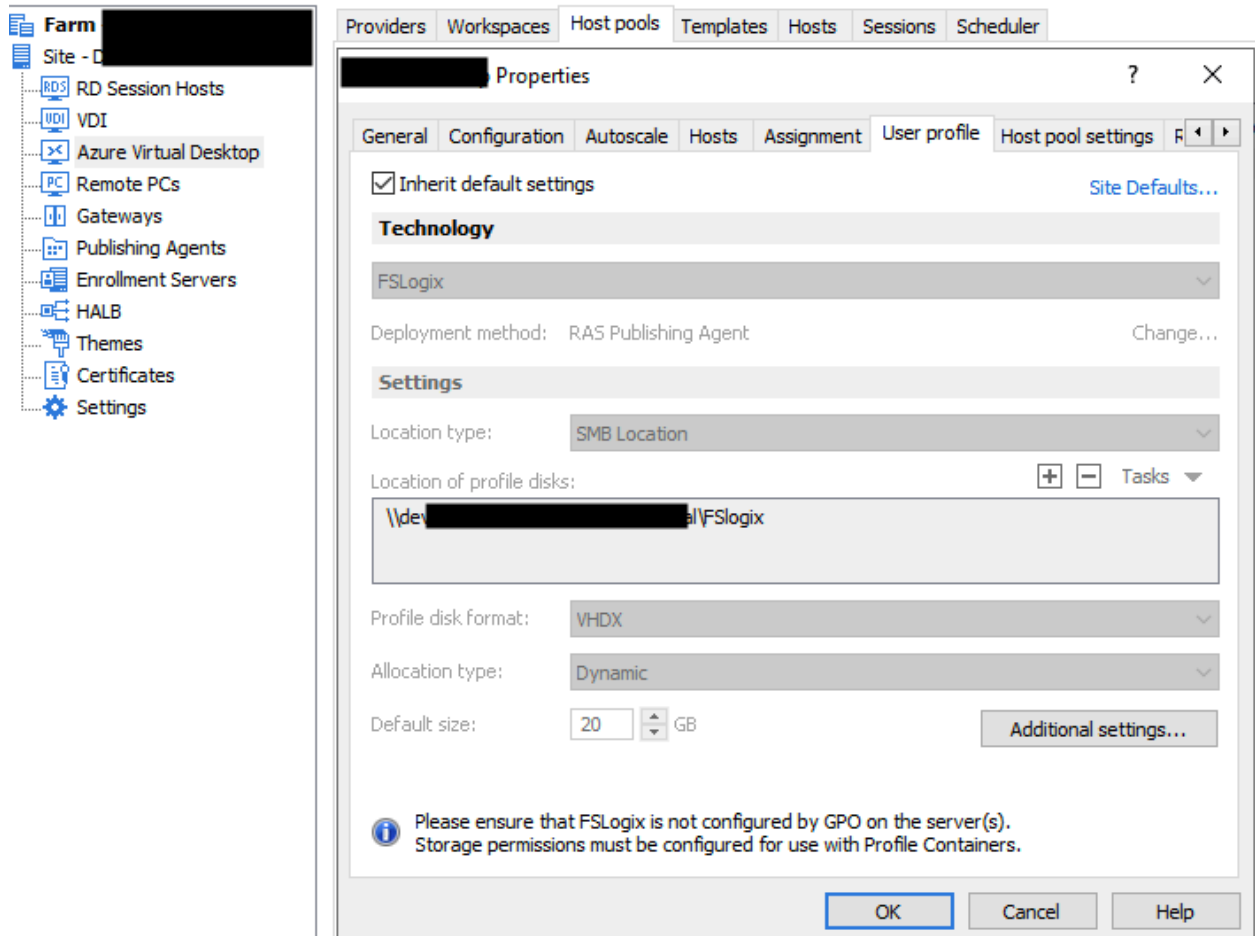 Farm
Site - D
RD Session Hosts
VDI
Azure Virtual Desktop
Remote PCs
Gateways
Publishing Agents
Enrollment Servers
HALB
Themes
Certificates
Settings
Providers Workspaces Host pools Templates Hosts Sessions Scheduler
Properties ?
General Configuration Autoscale Hosts Assignment User profile Host pool settings
Inherit default settings Site Defaults...
Technology
FSLogix
Deployment method: RAS Publishing Agent Change...
Settings
Location type: SMB Location
Location of profile disks: Tasks
\\dev al\FSlogix
Profile disk format: VHDX
Allocation type: Dynamic
Default size: 20 GB Additional settings...
Please ensure that FSLogix is not configured by GPO on the server(s).
Storage permissions must be configured for use with Profile Containers.
OK Cancel Help